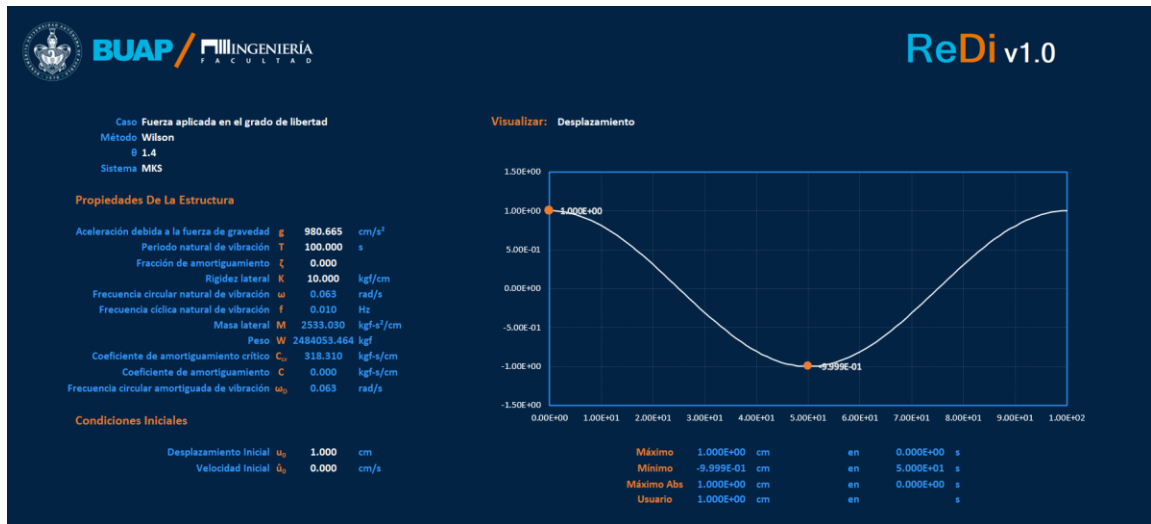 BUAP / INGENIERÍA
FACULTAD
ReDi v1.0
Caso Fuerza aplicada en el grado de libertad
Método Wilson
θ 1.4
Sistema MKS
Propiedades De La Estructura
Aceleración debida a la fuerza de gravedad g 980.665 cm/s²
Periodo natural de vibración T 100.000 s
Fracción de amortiguamiento ζ 0.000
Rigidez lateral K 10.000 kgf/cm
Frecuencia circular natural de vibración ω 0.063 rad/s
Frecuencia cíclica natural de vibración f 0.010 Hz
Masa lateral M 2533.030 kgf-s²/cm
Peso W 2484053.464 kgf
Coeficiente de amortiguamiento crítico Ccr 318.310 kgf-s/cm
Coeficiente de amortiguamiento C 0.000 kgf-s/cm
Frecuencia circular amortiguada de vibración ωD 0.063 rad/s
Condiciones Iniciales
Desplazamiento Inicial u₀ 1.000 cm
Velocidad Inicial u̇₀ 0.000 cm/s
Visualizar: Desplazamiento
1.50E+00
1.00E+00 1.000E+00
5.00E-01
0.00E+00
-5.00E-01
-1.00E+00 -9.999E-01
-1.50E+00
0.00E+00 1.00E+01 2.00E+01 3.00E+01 4.00E+01 5.00E+01 6.00E+01 7.00E+01 8.00E+01 9.00E+01 1.00E+02
Máximo 1.000E+00 cm en 0.000E+00 s
Mínimo -9.999E-01 cm en 5.000E+01 s
Máximo Abs 1.000E+00 cm en 0.000E+00 s
Usuario 1.000E+00 cm en s